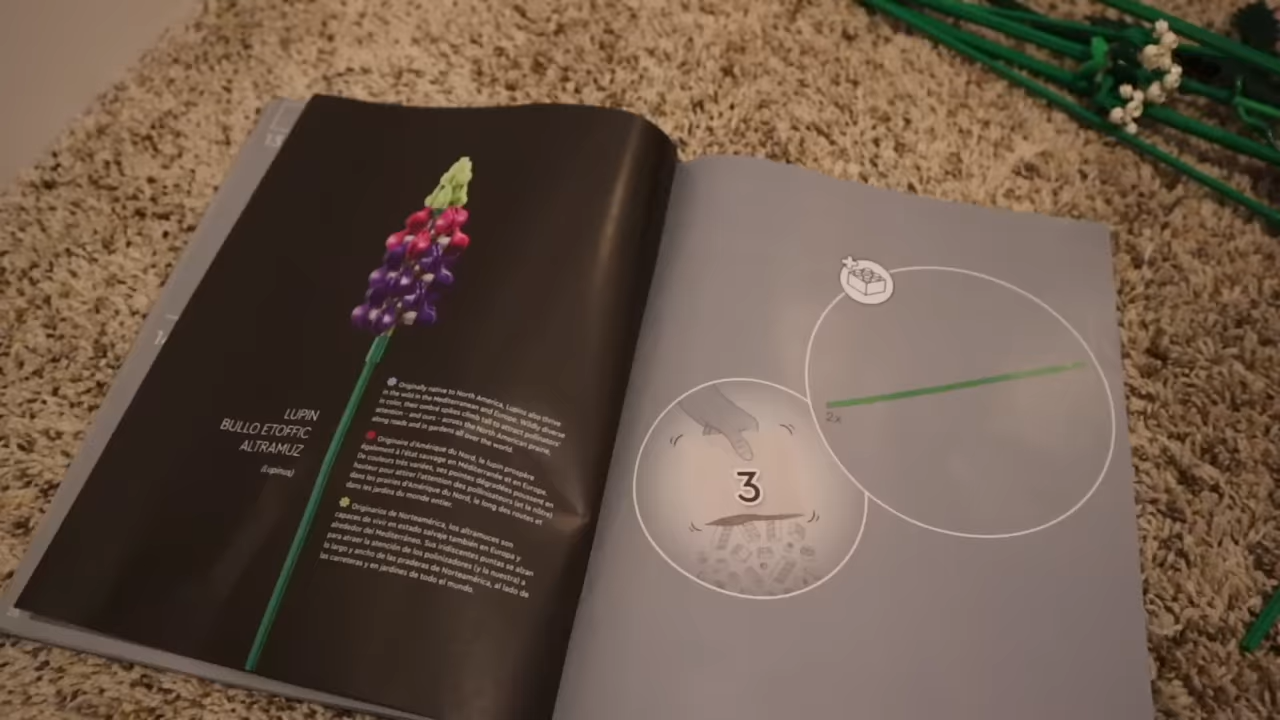 LUPIN
BULLO ETOFFIC
ALTRAMUZ
(Lupinus)
Originally native to North America, Lupins also thrive
in the wild in the Mediterranean and Europe. Wildly diverse
in color, their ombré spikes climb tall to attract pollinators'
attention - and ours - across the North American prairie,
along roads and in gardens all over the world.
Originaire d'Amérique du Nord, le lupin prospère
également à l'état sauvage en Méditerranée et en Europe.
De couleurs très variées, ses pointes dégradées poussent en
hauteur pour attirer l'attention des pollinisateurs (et la nôtre)
dans les prairies d'Amérique du Nord, le long des routes et
dans les jardins du monde entier.
Originarios de Norteamérica, los altramuces son
capaces de vivir en estado salvaje también en Europa y
alrededor del Mediterráneo. Sus iridiscentes puntas se alzan
para atraer la atención de los polinizadores (y la nuestra) a
lo largo y ancho de las praderas de Norteamérica, al lado de
las carreteras y en jardines de todo el mundo.
3
2x